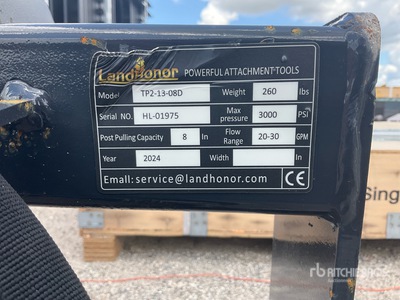 LandHonor POWERFUL ATTACHMENT TOOLS
Model TP2-13-08D Weight 260 lbs
Serial NO. HL-01975 Max pressure 3000 PSI
Post Pulling Capacity 8 In Flow Range 20-30 GPM
Year 2024 Width In
Emall: service@landhonor.com CE
Sing
rb RITCHIE BROS